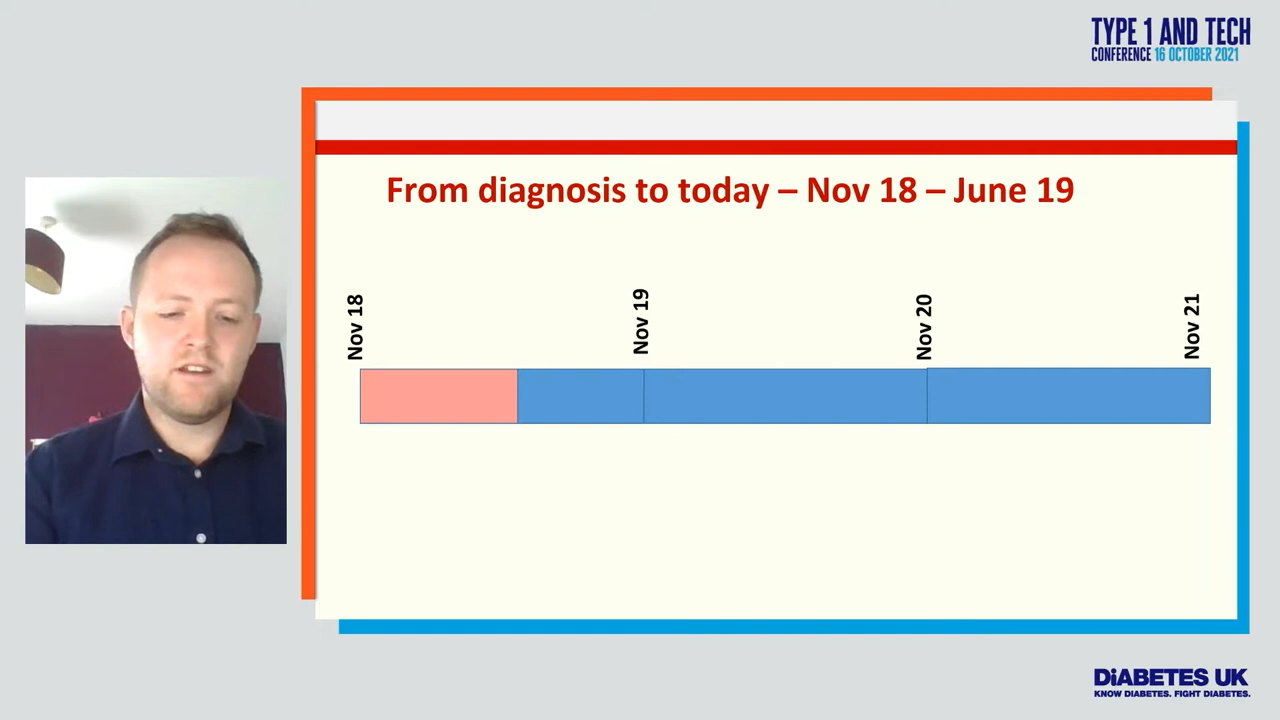 TYPE 1 AND TECH
CONFERENCE 16 OCTOBER 2021
From diagnosis to today – Nov 18 – June 19
Nov 18
Nov 19
Nov 20
Nov 21
DiABETES UK
KNOW DIABETES. FIGHT DIABETES.